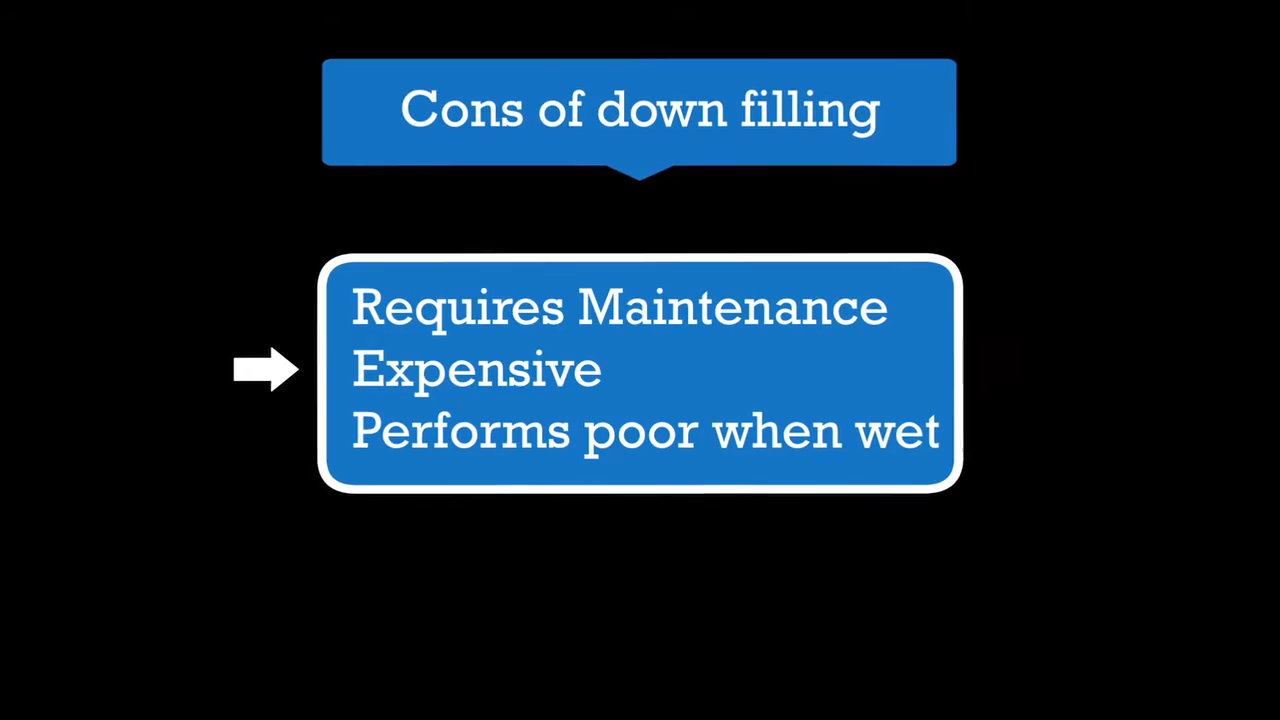 Cons of down filling
Requires Maintenance
Expensive
Performs poor when wet